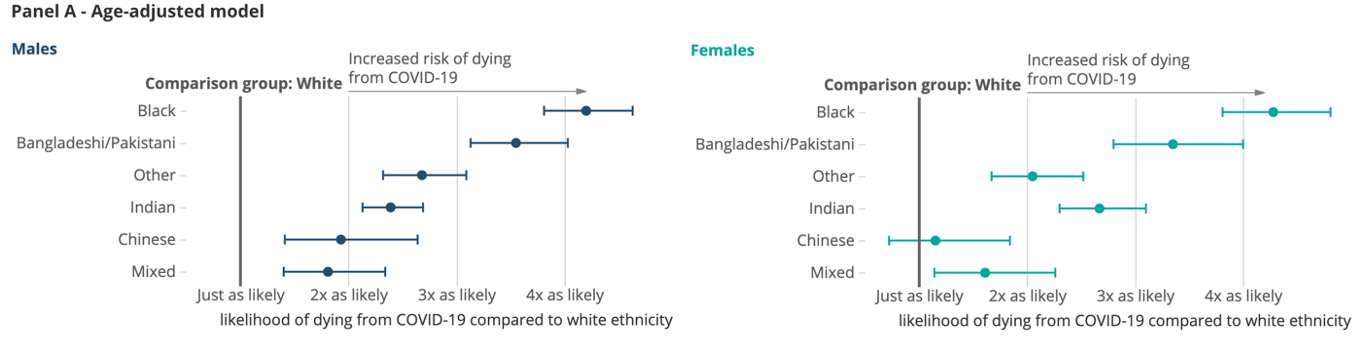 Panel A - Age-adjusted model
Males
Increased risk of dying
from COVID-19
Comparison group: White
Black
Bangladeshi/Pakistani
Other
Indian
Chinese
Mixed
Just as likely 2x as likely 3x as likely 4x as likely
likelihood of dying from COVID-19 compared to white ethnicity
Females
Increased risk of dying
from COVID-19
Comparison group: White
Black
Bangladeshi/Pakistani
Other
Indian
Chinese
Mixed
Just as likely 2x as likely 3x as likely 4x as likely
likelihood of dying from COVID-19 compared to white ethnicity